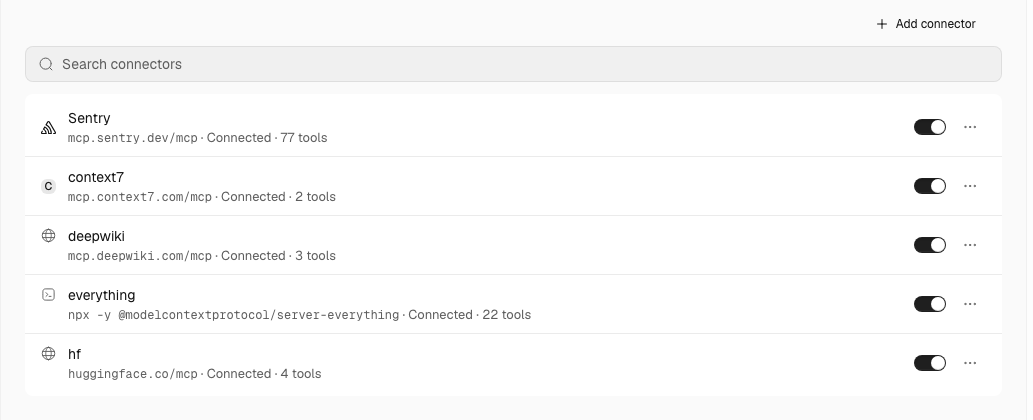 + Add connector
Search connectors
Sentry
mcp.sentry.dev/mcp · Connected · 77 tools
C
context7
mcp.context7.com/mcp · Connected · 2 tools
deepwiki
mcp.deepwiki.com/mcp · Connected · 3 tools
everything
npx -y @modelcontextprotocol/server-everything · Connected · 22 tools
hf
huggingface.co/mcp · Connected · 4 tools